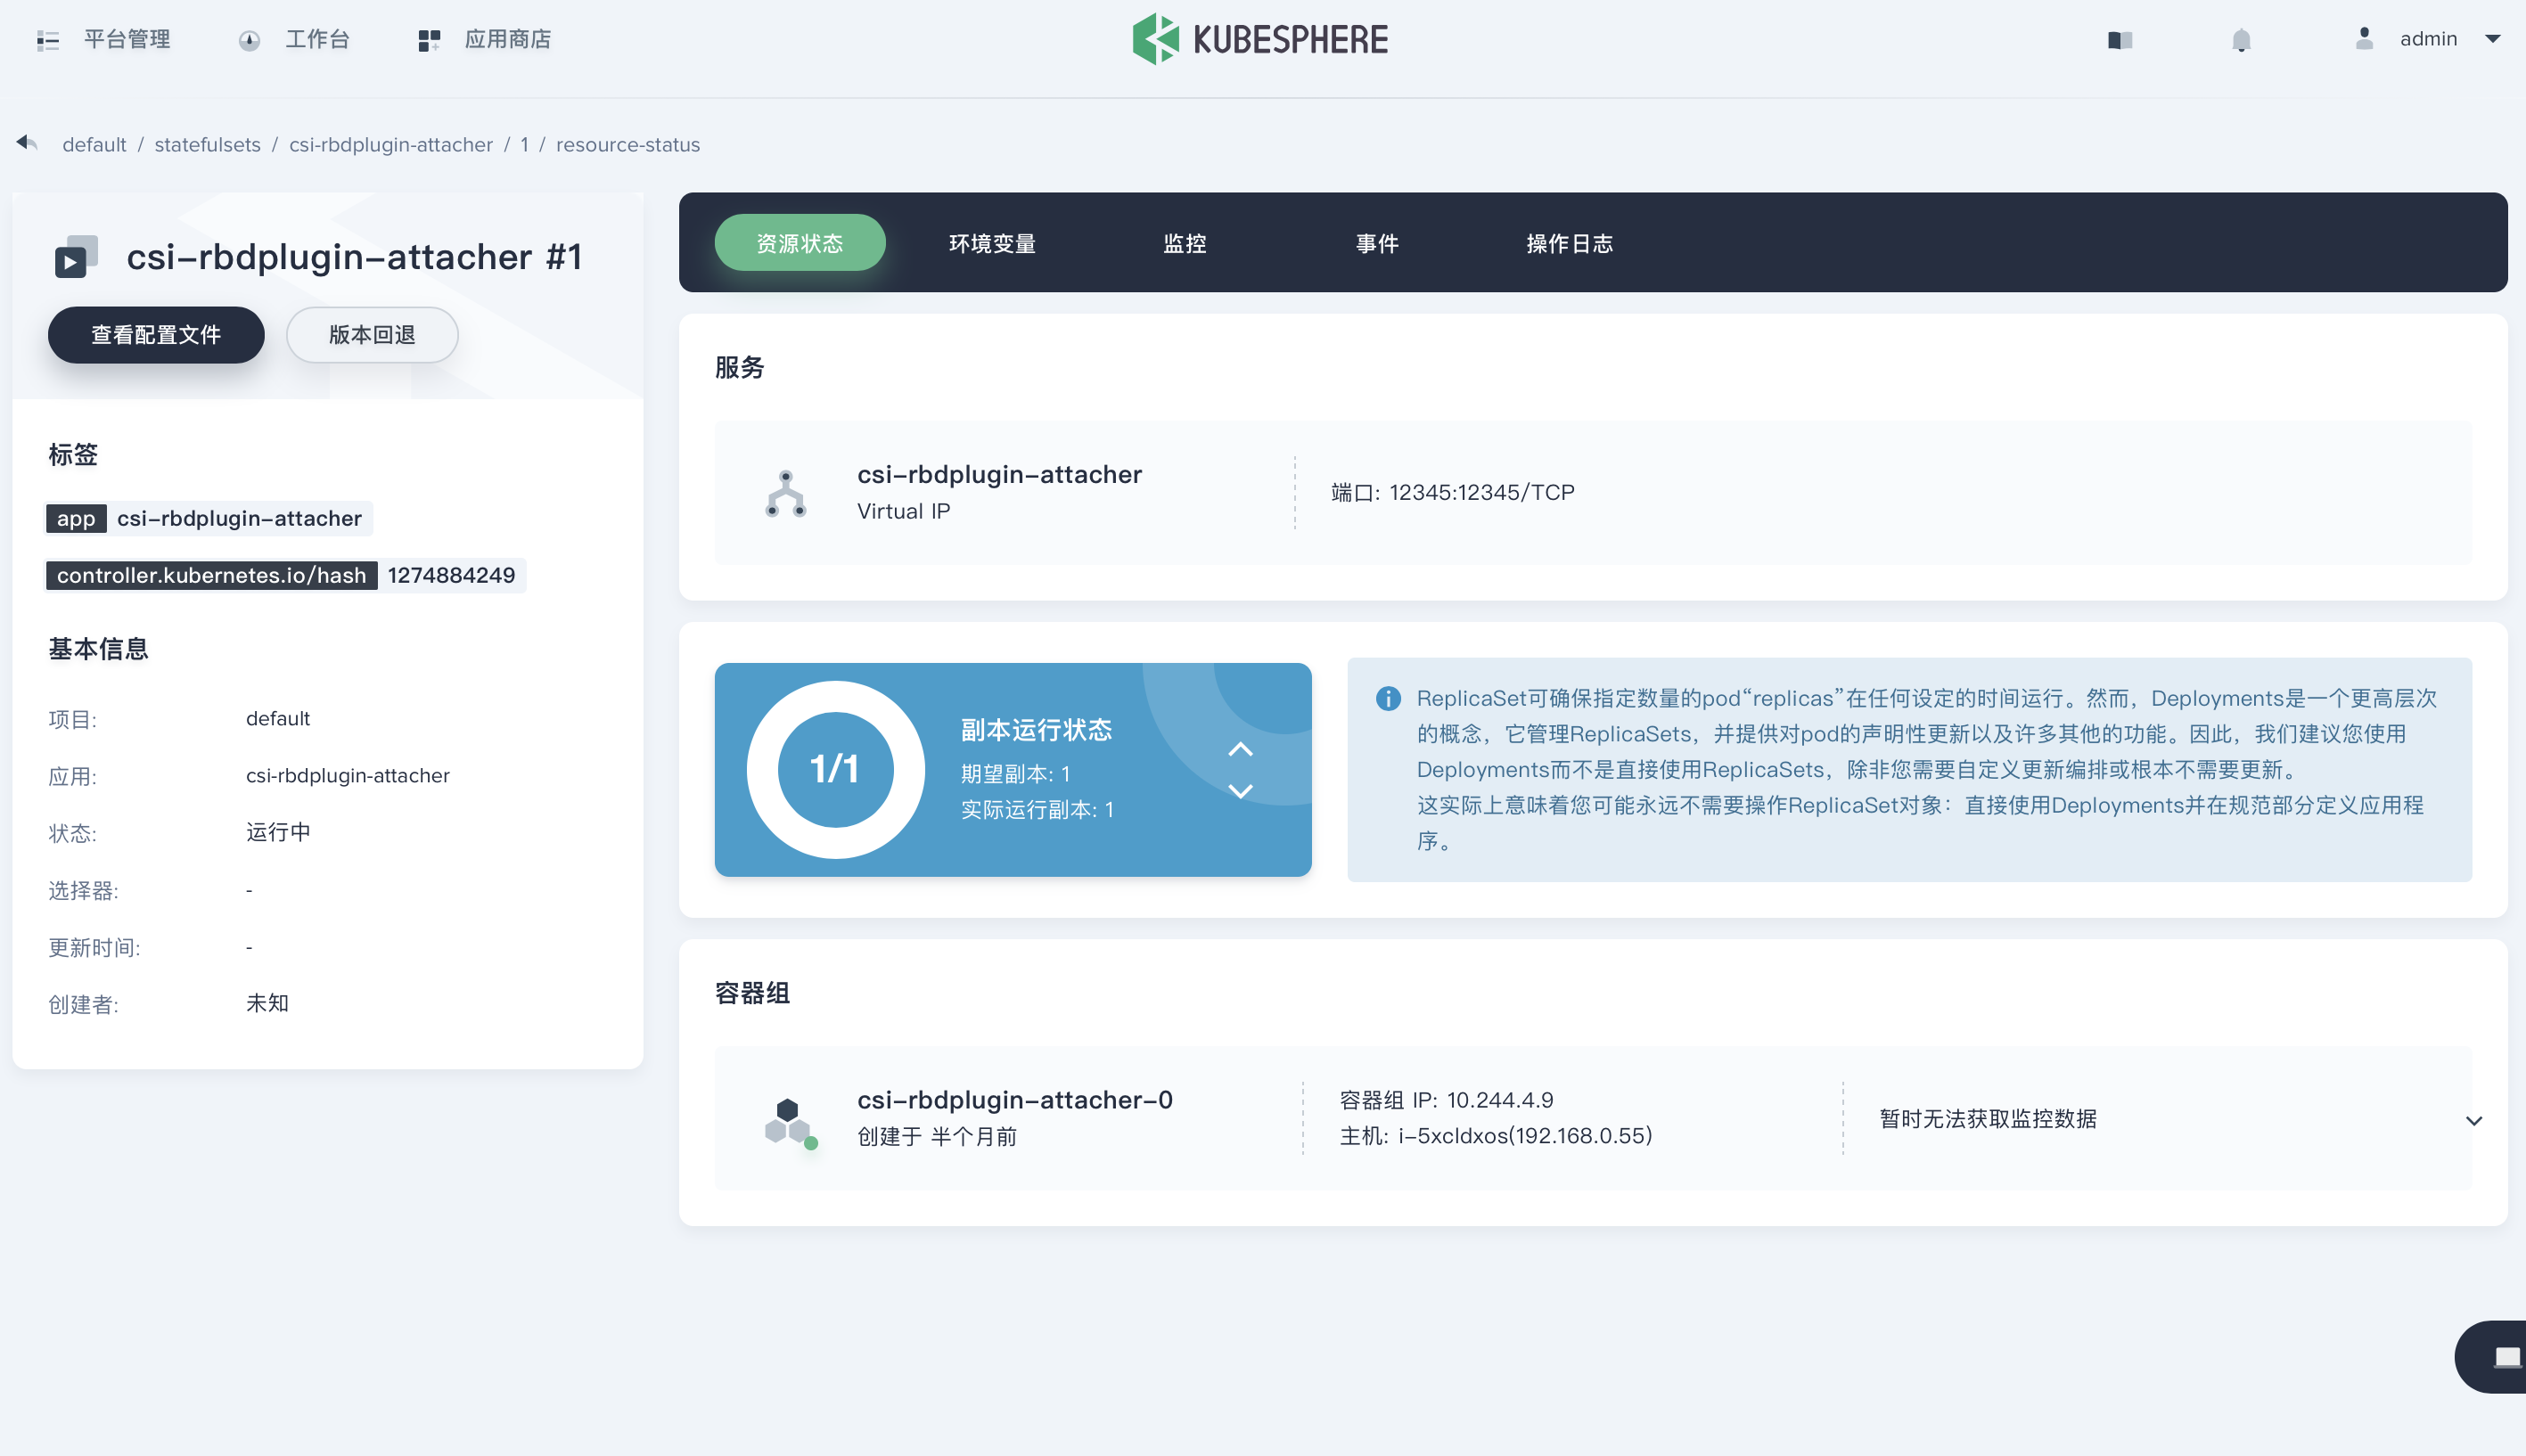 平台管理
工作台
应用商店
KUBESPHERE
admin
default / statefulsets / csi-rbdplugin-attacher / 1 / resource-status
csi-rbdplugin-attacher #1
查看配置文件
版本回退
标签
app csi-rbdplugin-attacher
controller.kubernetes.io/hash 1274884249
基本信息
项目: default
应用: csi-rbdplugin-attacher
状态: 运行中
选择器: -
更新时间: -
创建者: 未知
资源状态
环境变量
监控
事件
操作日志
服务
csi-rbdplugin-attacher
Virtual IP
端口: 12345:12345/TCP
1/1
副本运行状态
期望副本: 1
实际运行副本: 1
ReplicaSet可确保指定数量的pod“replicas”在任何设定的时间运行。然而，Deployments是一个更高层次
的概念，它管理ReplicaSets，并提供对pod的声明性更新以及许多其他的功能。因此，我们建议您使用
Deployments而不是直接使用ReplicaSets，除非您需要自定义更新编排或根本不需要更新。
这实际上意味着您可能永远不需要操作ReplicaSet对象：直接使用Deployments并在规范部分定义应用程
序。
容器组
csi-rbdplugin-attacher-0
创建于 半个月前
容器组 IP: 10.244.4.9
主机: i-5xcldxos(192.168.0.55)
暂时无法获取监控数据